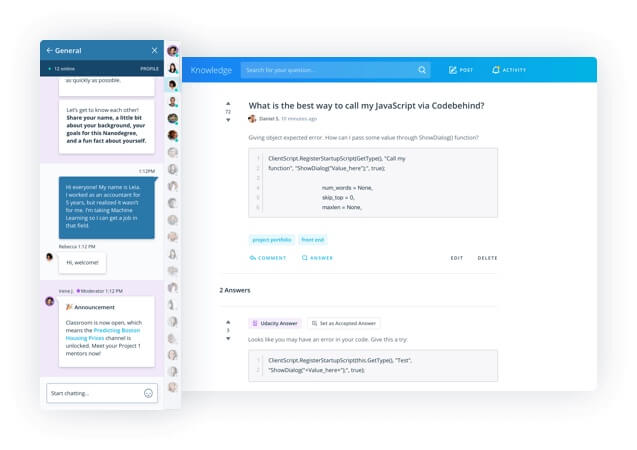 General
12 online
PROFILE
so quickly as possible.
Let's get to know each other!
Share your name, a little bit
about your background, your
goals for this Nanodegree,
and a fun fact about yourself.
1:12PM
Hi everyone! My name is Leia.
I worked as an accountant for
5 years, but realized it wasn't
for me. I'm taking Machine
Learning so I can get a job in
that field.
Rebecca 1:12 PM
Hi, welcome!
Irene J. Moderator 1:12 PM
Announcement
Classroom is now open, which
means the Predicting Boston
Housing Prices channel is
unlocked. Meet your Project 1
mentors now!
Start chatting...
Knowledge
Search for your question...
POST
ACTIVITY
72
What is the best way to call my JavaScript via Codebehind?
Daniel S. 10 minutes ago
Giving object expected error. How can I pass some value through ShowDialog() function?
1 ClientScript.RegisterStartupScript(GetType(), "Call my
2 function", "ShowDialog("Value_here");", true);
3
4 num_words = None,
5 skip_top = 0,
6 maxlen = None,
project portfolio
front end
COMMENT
ANSWER
EDIT
DELETE
2 Answers
3
Udacity Answer
Set as Accepted Answer
Looks like you may have an error in your code. Give this a try:
1 ClientScript.RegisterStartupScript(this.GetType(), "Test",
2 "ShowDialog("+Value_here+");", true);